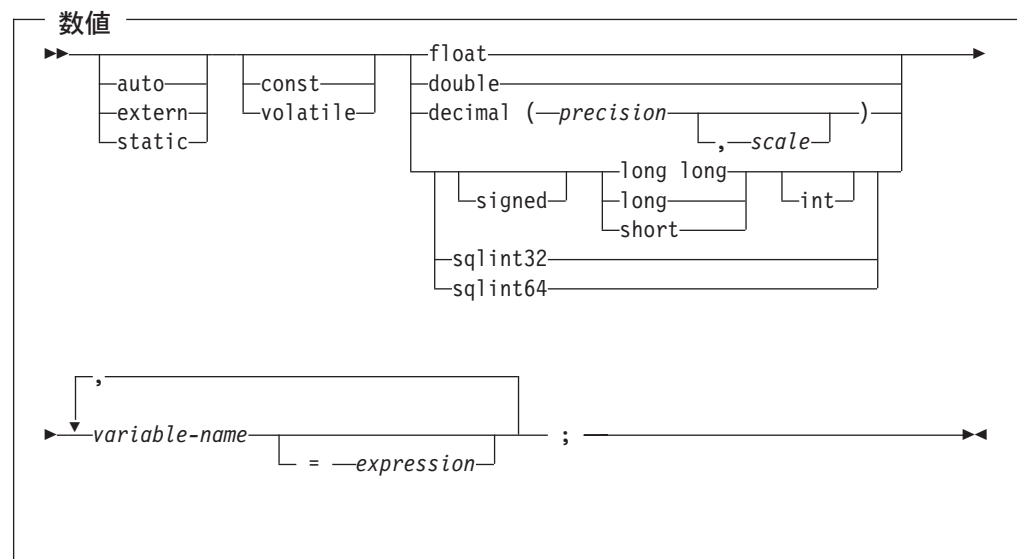 数値
float
auto const double
extern volatile decimal ( precision )
static , scale
long long
signed long int
short
sqlint32
sqlint64
,
variable-name ;
= expression